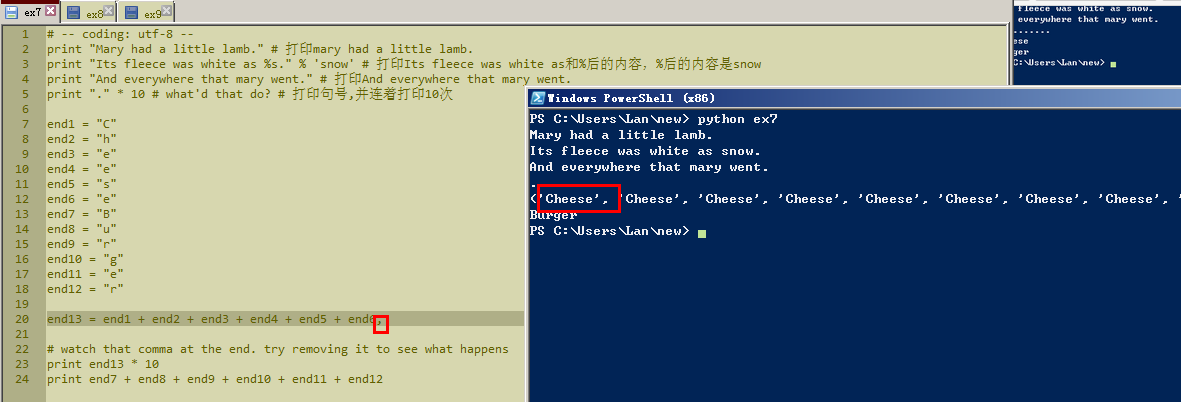 ex7 ex8 ex9
1 # -- coding: utf-8 --
2 print "Mary had a little lamb." # 打印mary had a little lamb.
3 print "Its fleece was white as %s." % 'snow' # 打印Its fleece was white as和%后的内容，%后的内容是snow
4 print "And everywhere that mary went." # 打印And everywhere that mary went.
5 print "." * 10 # what'd that do? # 打印句号,并连着打印10次
6
7 end1 = "C"
8 end2 = "h"
9 end3 = "e"
10 end4 = "e"
11 end5 = "s"
12 end6 = "e"
13 end7 = "B"
14 end8 = "u"
15 end9 = "r"
16 end10 = "g"
17 end11 = "e"
18 end12 = "r"
19
20 end13 = end1 + end2 + end3 + end4 + end5 + end6,
21
22 # watch that comma at the end. try removing it to see what happens
23 print end13 * 10
24 print end7 + end8 + end9 + end10 + end11 + end12
fleece was white as snow.
everywhere that mary went.
.......
ese
ger
C:\Users\Lan\new>
Windows PowerShell (x86)
PS C:\Users\Lan\new> python ex7
Mary had a little lamb.
Its fleece was white as snow.
And everywhere that mary went.
.
('Cheese', 'Cheese', 'Cheese', 'Cheese', 'Cheese', 'Cheese', 'Cheese', 'Cheese', '
Burger
PS C:\Users\Lan\new>